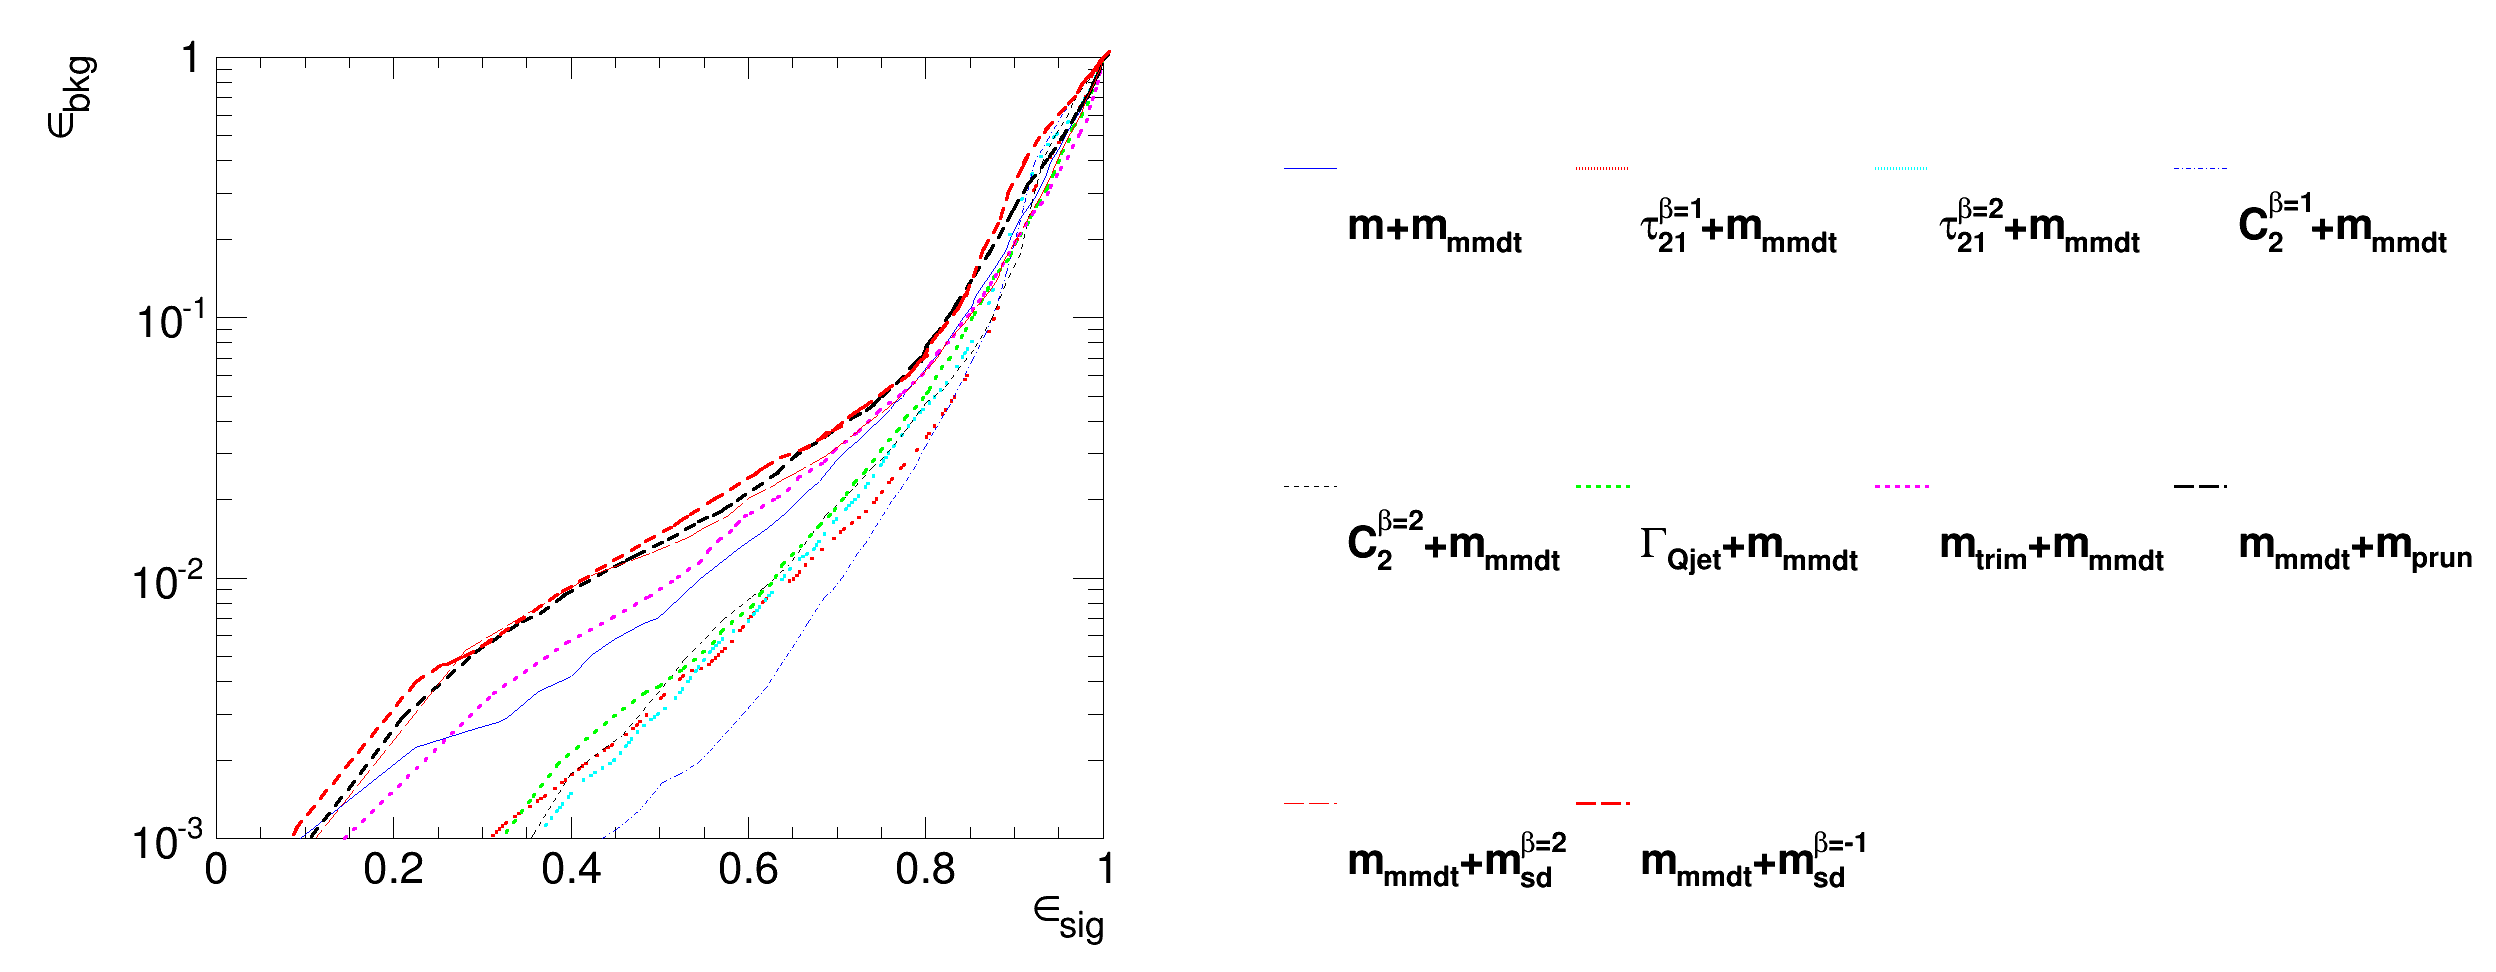 ∈bkg
1
10^-1
10^-2
10^-3
0 0.2 0.4 0.6 0.8 1
∈sig
m+m_mmdt τ_21^β=1+m_mmdt τ_21^β=2+m_mmdt C_2^β=1+m_mmdt
C_2^β=2+m_mmdt Γ_Qjet+m_mmdt m_trim+m_mmdt m_mmdt+m_prun
m_mmdt+m_sd^β=2 m_mmdt+m_sd^β=-1